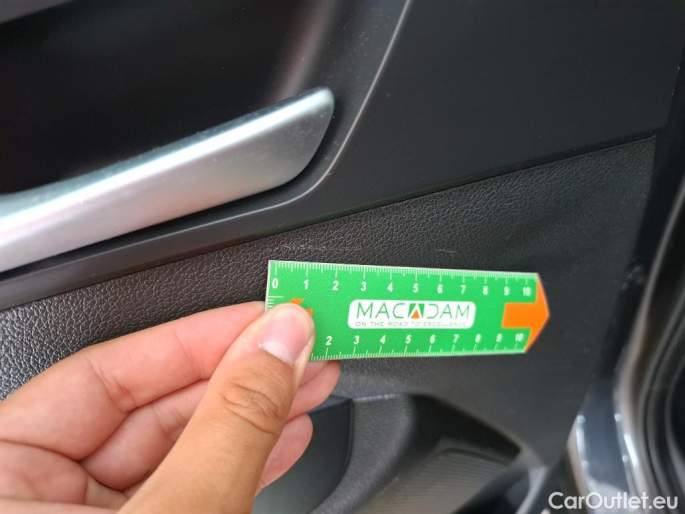 0 1 2 3 4 5 6 7 8 9 10
MACADAM
ON THE ROAD TO EXCELLENCE
2 3 4 5 6 7 8 9 10
CarOutlet.eu